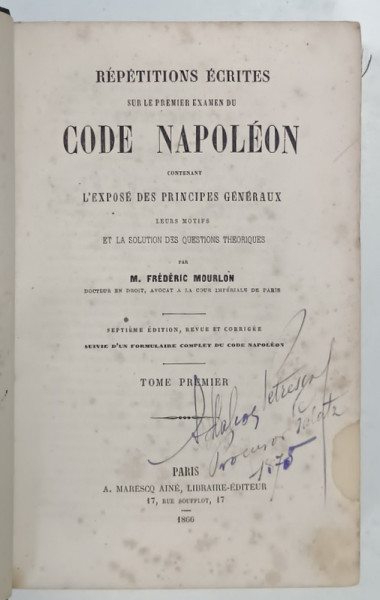 RÉPÉTITIONS ÉCRITES
SUR LE PREMIER EXAMEN DU
CODE NAPOLÉON
CONTENANT
L'EXPOSÉ DES PRINCIPES GÉNÉRAUX
LEURS MOTIFS
ET LA SOLUTION DES QUESTIONS THÉORIQUES
PAR
M. FRÉDÉRIC MOURLON
DOCTEUR EN DROIT, AVOCAT A LA COUR IMPÉRIALE DE PARIS
SEPTIÈME ÉDITION, REVUE ET CORRIGÉE
SUIVIE D'UN FORMULAIRE COMPLET DU CODE NAPOLÉON
TOME PREMIER
Petrescu
Procuror
1875
PARIS
A. MARESCQ AINÉ, LIBRAIRE-ÉDITEUR
17, RUE SOUFFLOT, 17
1866